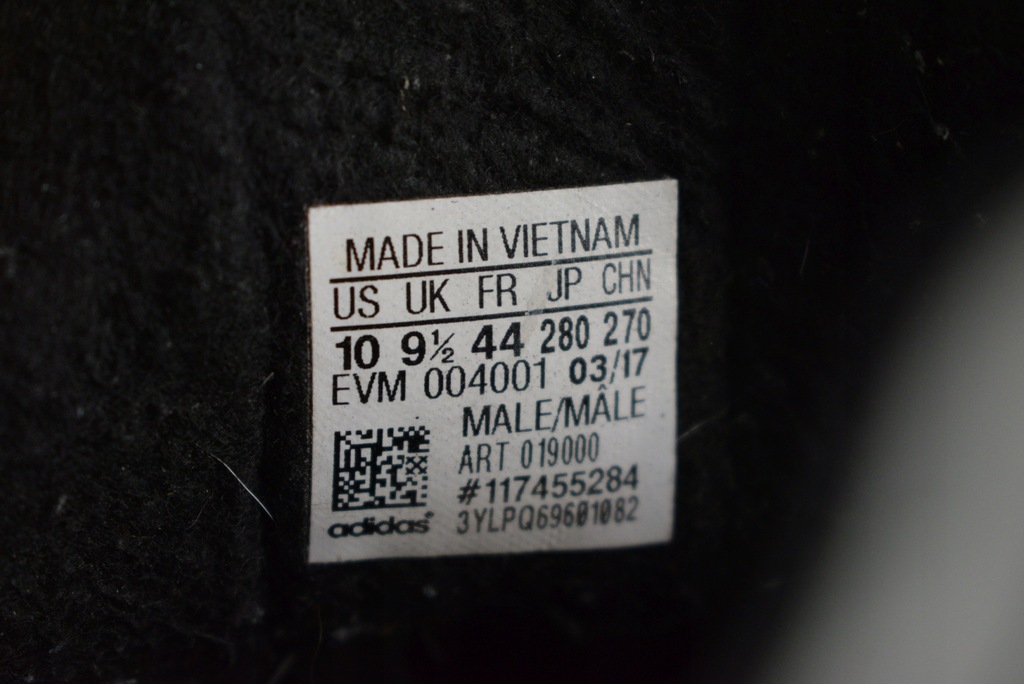 MADE IN VIETNAM
US UK FR JP CHN
10 9½ 44 280 270
EVM 004001 03/17
MALE/MÂLE
ART 019000
#117455284
adidas® 3YLPQ69601082